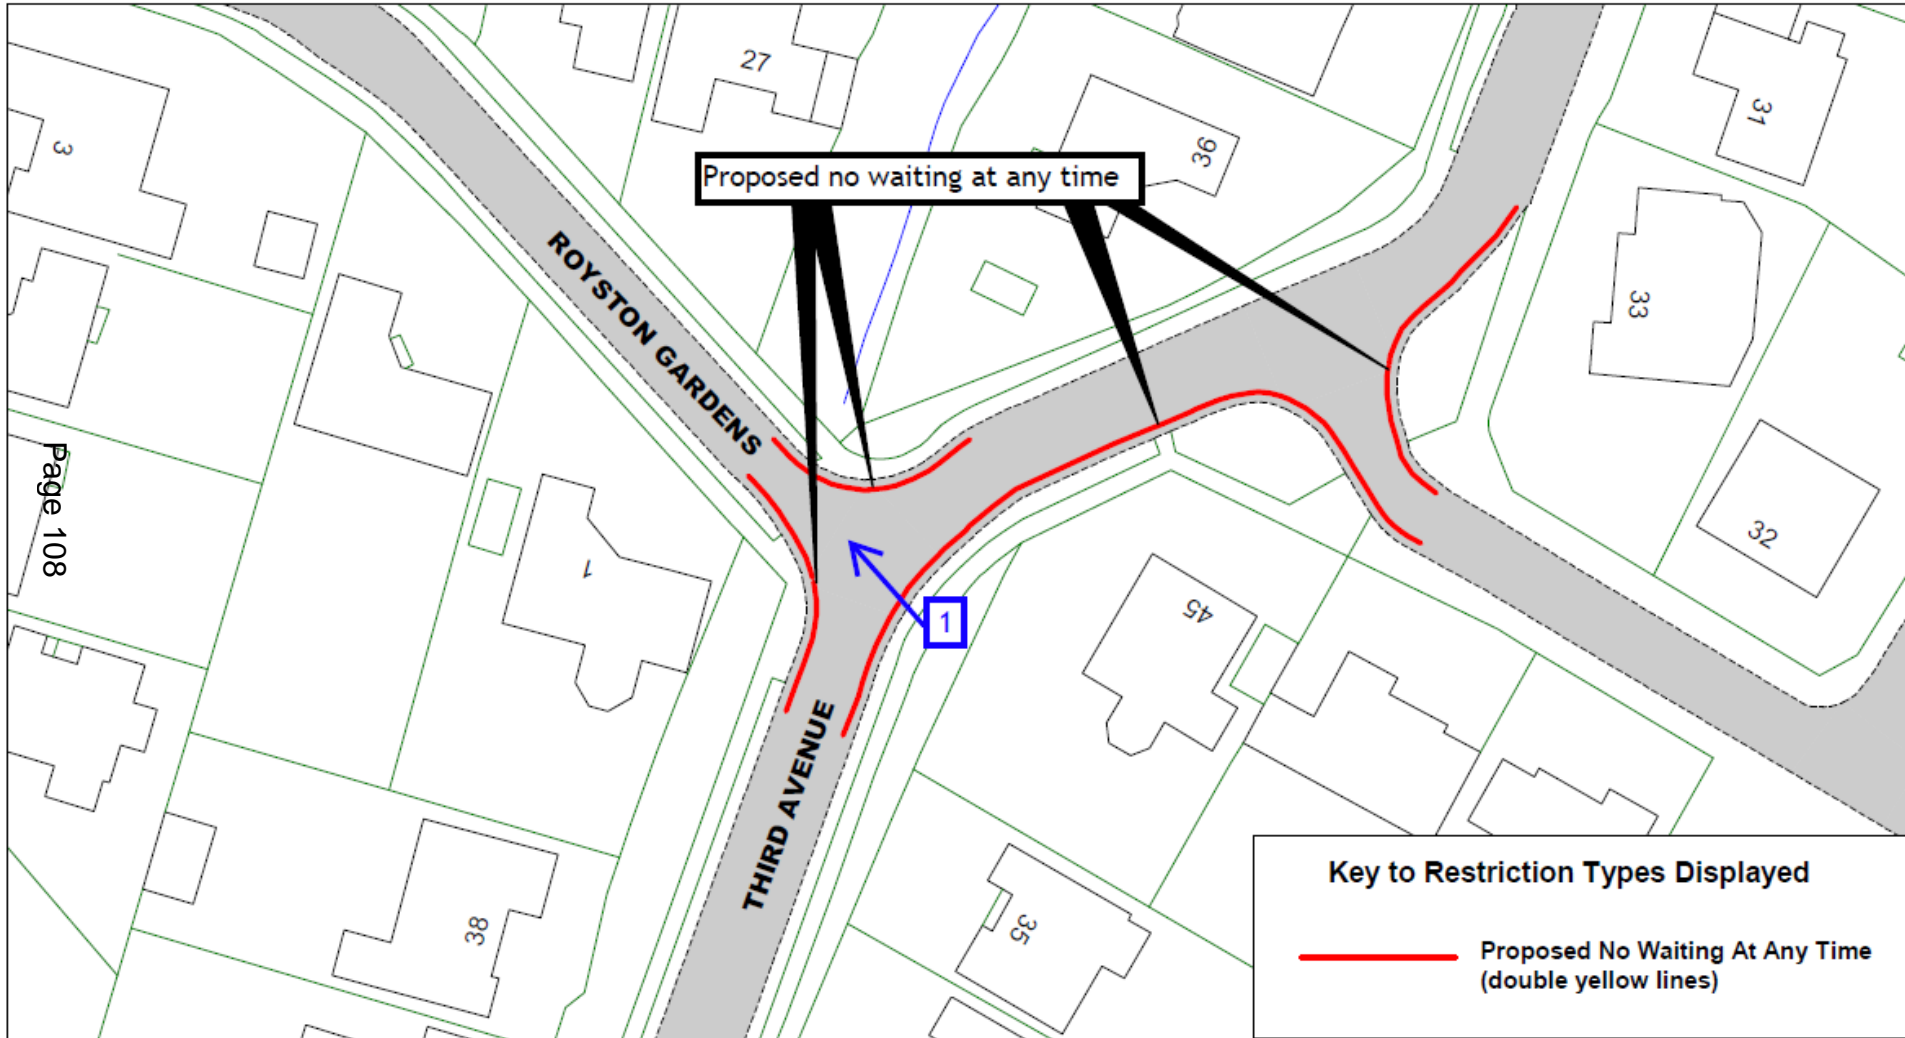 27
31
3
36
Proposed no waiting at any time
ROYSTON GARDENS
33
Page 108
32
1
45
1
THIRD AVENUE
38
35
Key to Restriction Types Displayed
Proposed No Waiting At Any Time
(double yellow lines)